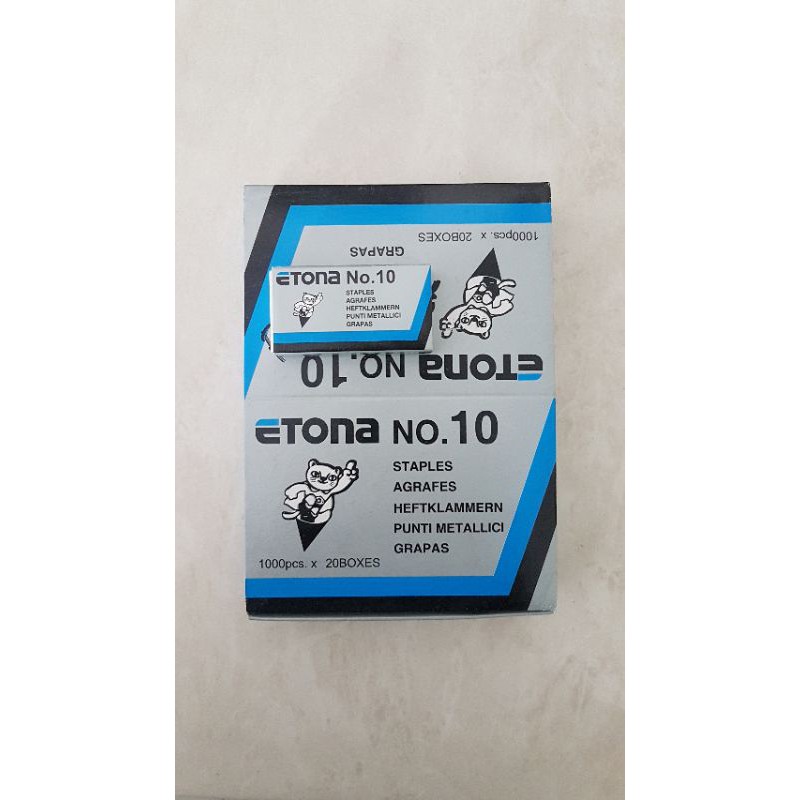 1000pcs. x 20BOXES
GRAPAS
ETONA No.10
STAPLES
AGRAFES
HEFTKLAMMERN
PUNTI METALLICI
GRAPAS
ETONA NO.10
ETONA NO.10
STAPLES
AGRAFES
HEFTKLAMMERN
PUNTI METALLICI
GRAPAS
1000pcs. x 20BOXES